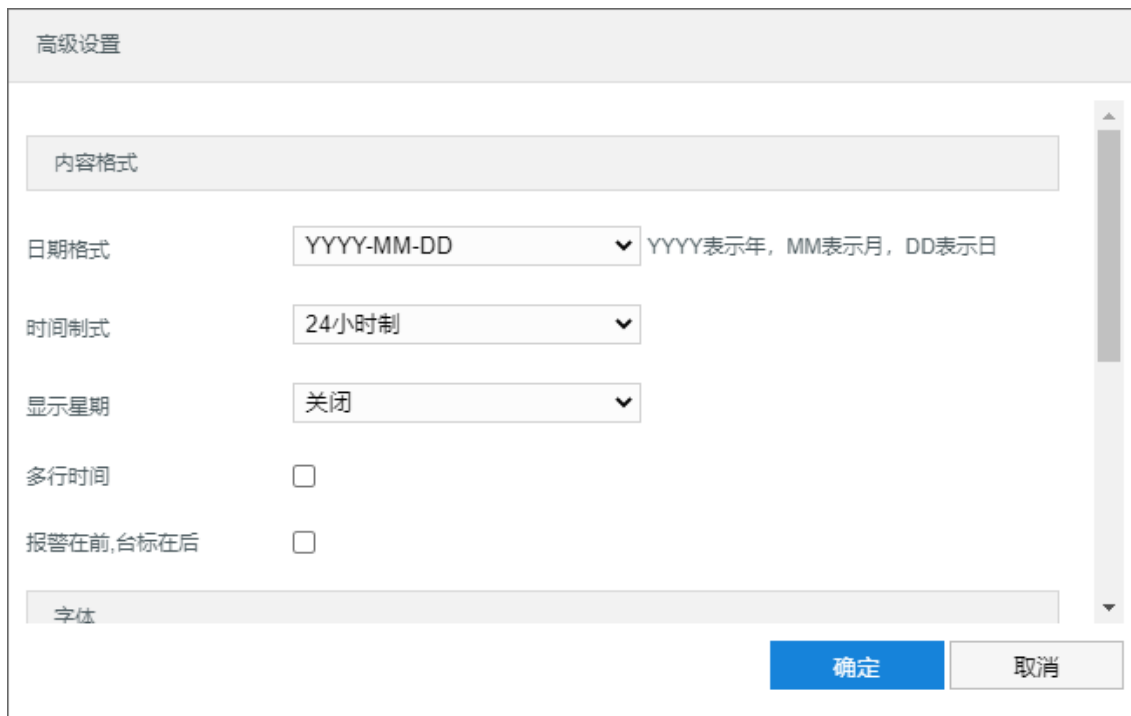 高级设置
内容格式
日期格式 YYYY-MM-DD YYYY表示年，MM表示月，DD表示日
时间制式 24小时制
显示星期 关闭
多行时间
报警在前,台标在后
字体
确定 取消